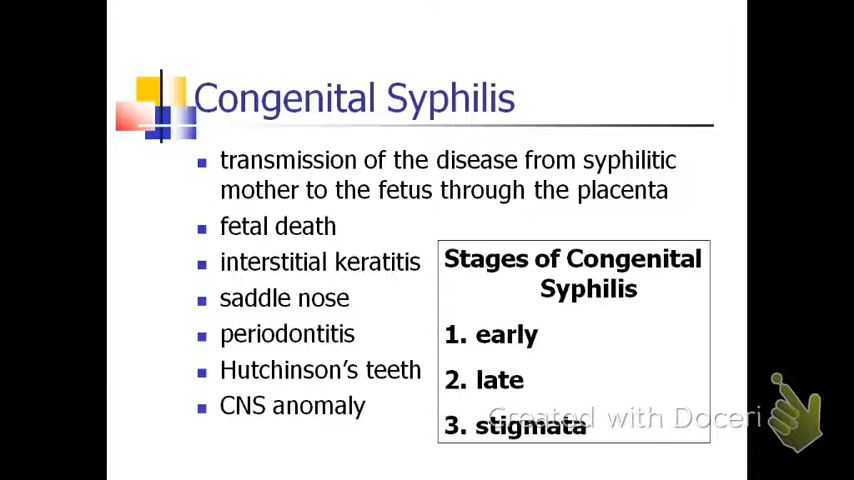 Congenital Syphilis
transmission of the disease from syphilitic
mother to the fetus through the placenta
fetal death
interstitial keratitis
saddle nose
periodontitis
Hutchinson's teeth
CNS anomaly
Stages of Congenital
Syphilis
1. early
2. late
3. stigmata
Created with Doceri